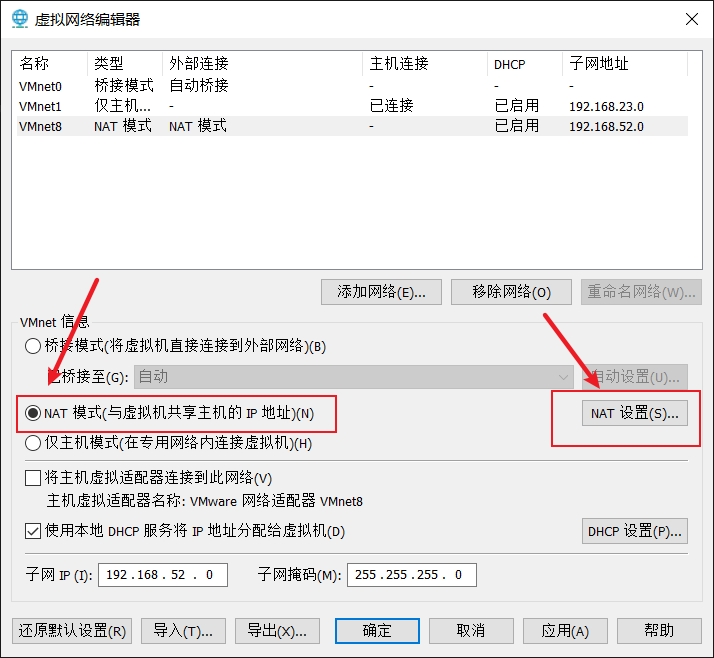 虚拟网络编辑器
名称 类型 外部连接 主机连接 DHCP 子网地址
VMnet0 桥接模式 自动桥接 - - -
VMnet1 仅主机... - 已连接 已启用 192.168.23.0
VMnet8 NAT 模式 NAT 模式 - 已启用 192.168.52.0
添加网络(E)... 移除网络(O) 重命名网络(W)...
VMnet 信息
桥接模式(将虚拟机直接连接到外部网络)(B)
已桥接至(G): 自动 自动设置(U)...
NAT 模式(与虚拟机共享主机的 IP 地址)(N) NAT 设置(S)...
仅主机模式(在专用网络内连接虚拟机)(H)
将主机虚拟适配器连接到此网络(V)
主机虚拟适配器名称: VMware 网络适配器 VMnet8
使用本地 DHCP 服务将 IP 地址分配给虚拟机(D) DHCP 设置(P)...
子网 IP (I): 192.168.52.0 子网掩码(M): 255.255.255.0
还原默认设置(R) 导入(T)... 导出(X)... 确定 取消 应用(A) 帮助